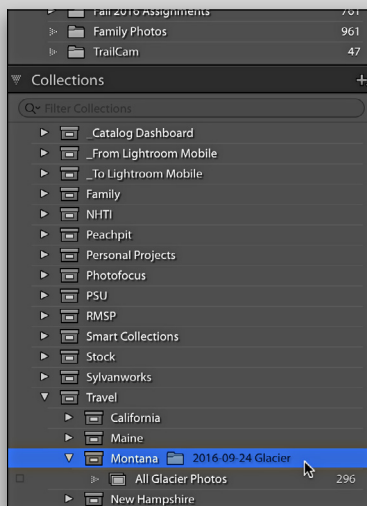 Fall 2016 Assignments 761
Family Photos 961
TrailCam 47
Collections +
Filter Collections
_Catalog Dashboard
_From Lightroom Mobile
_To Lightroom Mobile
Family
NHTI
Peachpit
Personal Projects
Photofocus
PSU
RMSP
Smart Collections
Stock
Sylvanworks
Travel
California
Maine
Montana 2016-09-24 Glacier
All Glacier Photos 296
New Hampshire